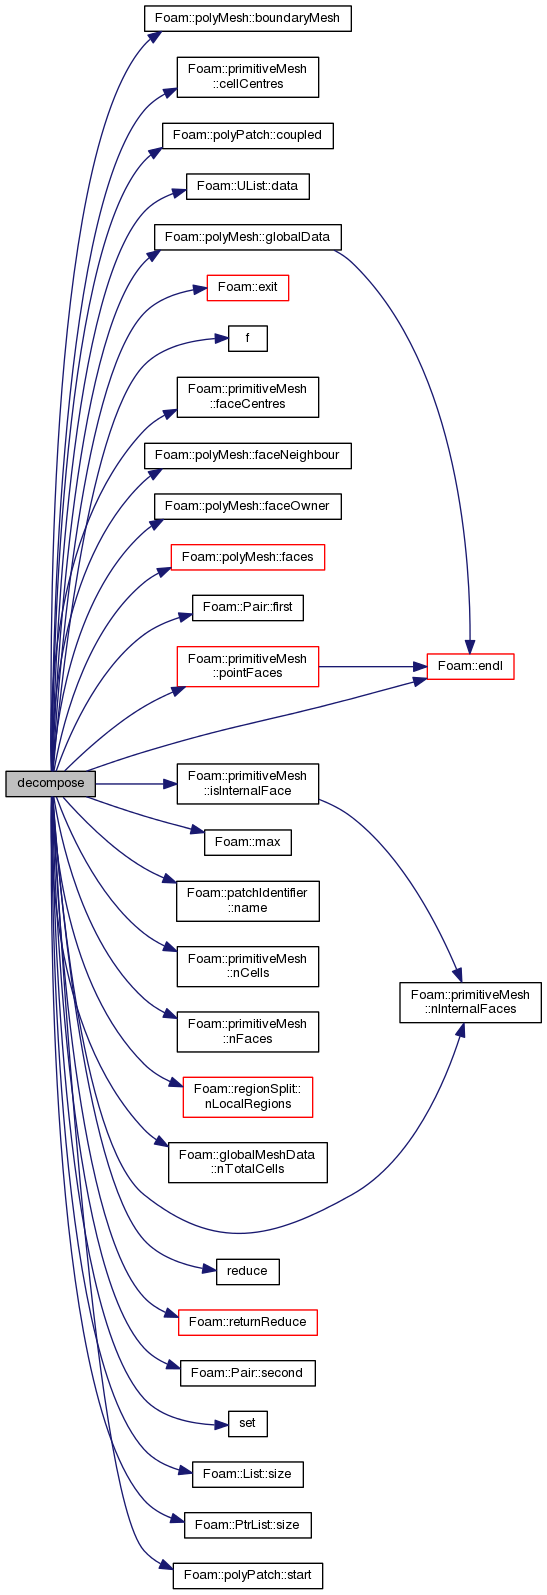 Foam::polyMesh::boundaryMesh
Foam::primitiveMesh
::cellCentres
Foam::polyPatch::coupled
Foam::UList::data
Foam::polyMesh::globalData
Foam::exit
f
Foam::primitiveMesh
::faceCentres
Foam::polyMesh::faceNeighbour
Foam::polyMesh::faceOwner
Foam::polyMesh::faces
Foam::Pair::first
Foam::primitiveMesh
::pointFaces
Foam::endl
decompose
Foam::primitiveMesh
::isInternalFace
Foam::max
Foam::patchIdentifier
::name
Foam::primitiveMesh
::nCells
Foam::primitiveMesh
::nInternalFaces
Foam::primitiveMesh
::nFaces
Foam::regionSplit::
nLocalRegions
Foam::globalMeshData
::nTotalCells
reduce
Foam::returnReduce
Foam::Pair::second
set
Foam::List::size
Foam::PtrList::size
Foam::polyPatch::start